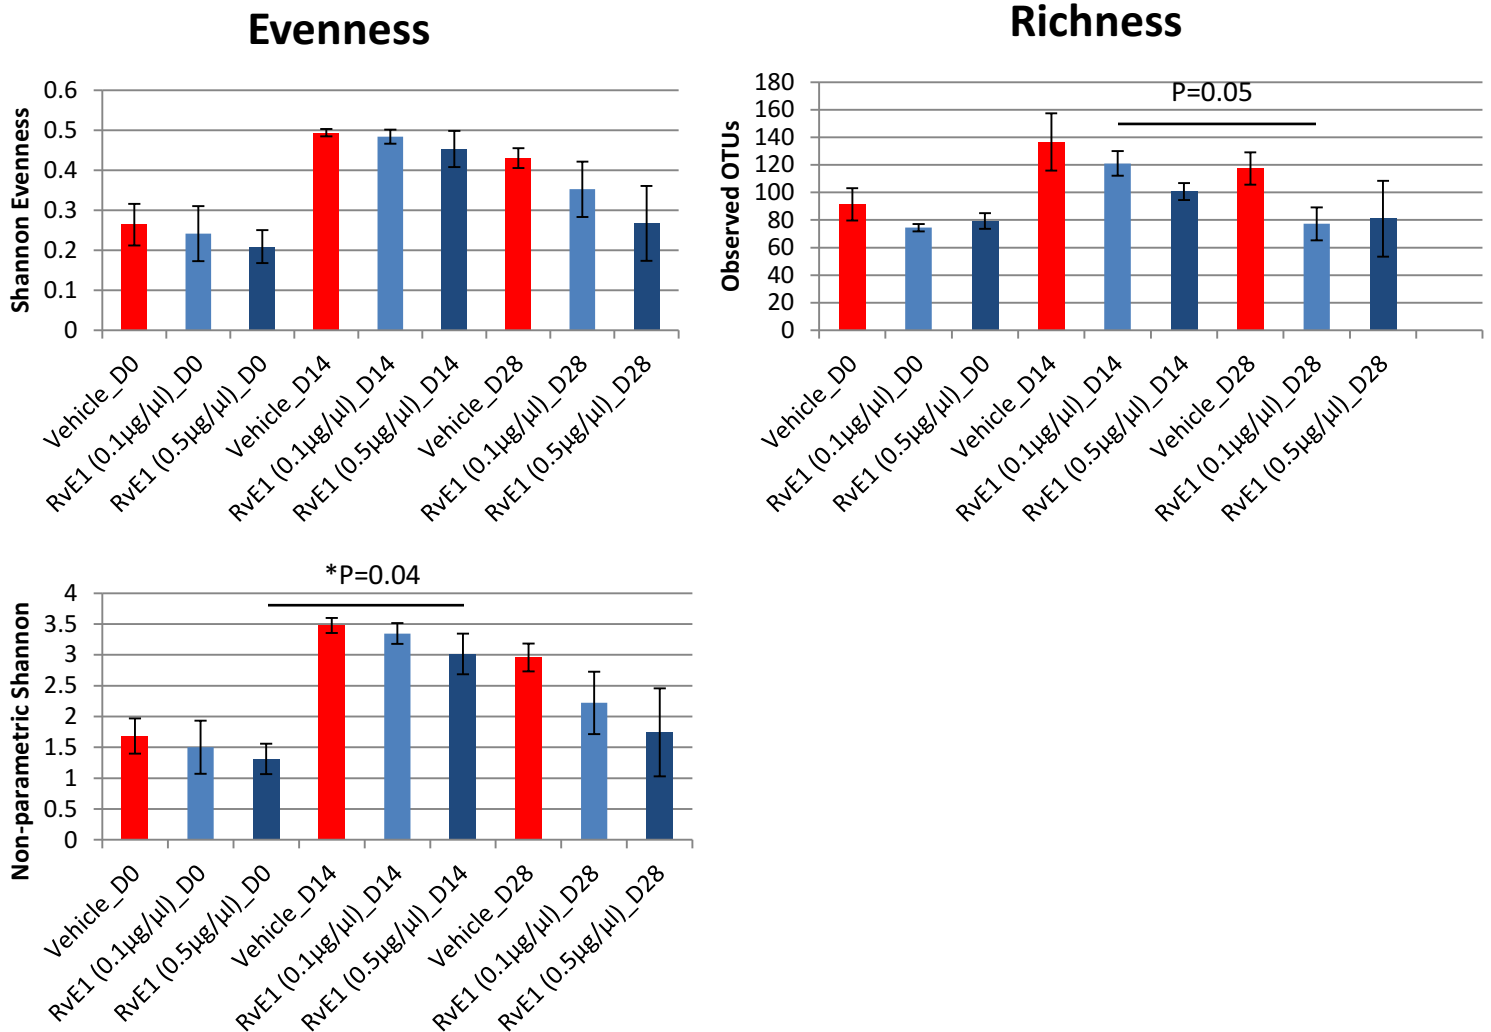 Evenness
Shannon Evenness
0.6
0.5
0.4
0.3
0.2
0.1
0
Vehicle_D0
RvE1 (0.1µg/µl)_D0
RvE1 (0.5µg/µl)_D0
Vehicle_D14
RvE1 (0.1µg/µl)_D14
RvE1 (0.5µg/µl)_D14
Vehicle_D28
RvE1 (0.1µg/µl)_D28
RvE1 (0.5µg/µl)_D28
Richness
Observed OTUs
180
160
140
120
100
80
60
40
20
0
P=0.05
Vehicle_D0
RvE1 (0.1µg/µl)_D0
RvE1 (0.5µg/µl)_D0
Vehicle_D14
RvE1 (0.1µg/µl)_D14
RvE1 (0.5µg/µl)_D14
Vehicle_D28
RvE1 (0.1µg/µl)_D28
RvE1 (0.5µg/µl)_D28
*P=0.04
Non-parametric Shannon
4
3.5
3
2.5
2
1.5
1
0.5
0
Vehicle_D0
RvE1 (0.1µg/µl)_D0
RvE1 (0.5µg/µl)_D0
Vehicle_D14
RvE1 (0.1µg/µl)_D14
RvE1 (0.5µg/µl)_D14
Vehicle_D28
RvE1 (0.1µg/µl)_D28
RvE1 (0.5µg/µl)_D28